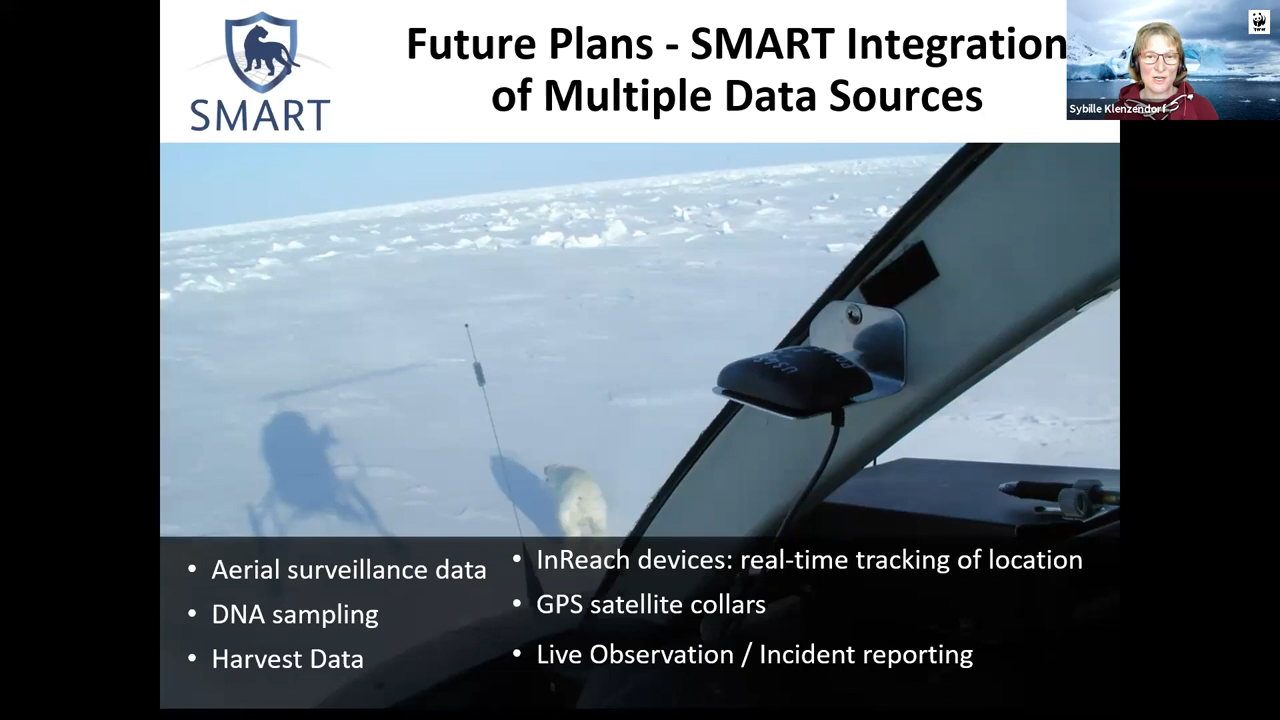 SMART
Future Plans - SMART Integration
of Multiple Data Sources
WWF
Sybille Klenzendorf
• Aerial surveillance data
• DNA sampling
• Harvest Data
• InReach devices: real-time tracking of location
• GPS satellite collars
• Live Observation / Incident reporting